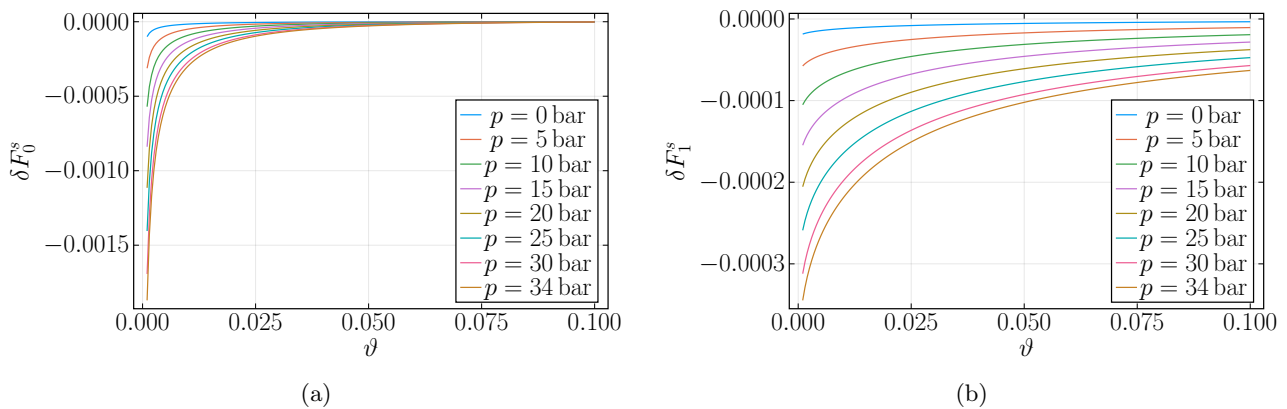 0.0000
−0.0005
−0.0010
−0.0015
δF₀ˢ
p = 0 bar
p = 5 bar
p = 10 bar
p = 15 bar
p = 20 bar
p = 25 bar
p = 30 bar
p = 34 bar
0.000 0.025 0.050 0.075 0.100
ϑ
(a)
−0.0000
−0.0001
−0.0002
−0.0003
δF₁ˢ
p = 0 bar
p = 5 bar
p = 10 bar
p = 15 bar
p = 20 bar
p = 25 bar
p = 30 bar
p = 34 bar
0.000 0.025 0.050 0.075 0.100
ϑ
(b)